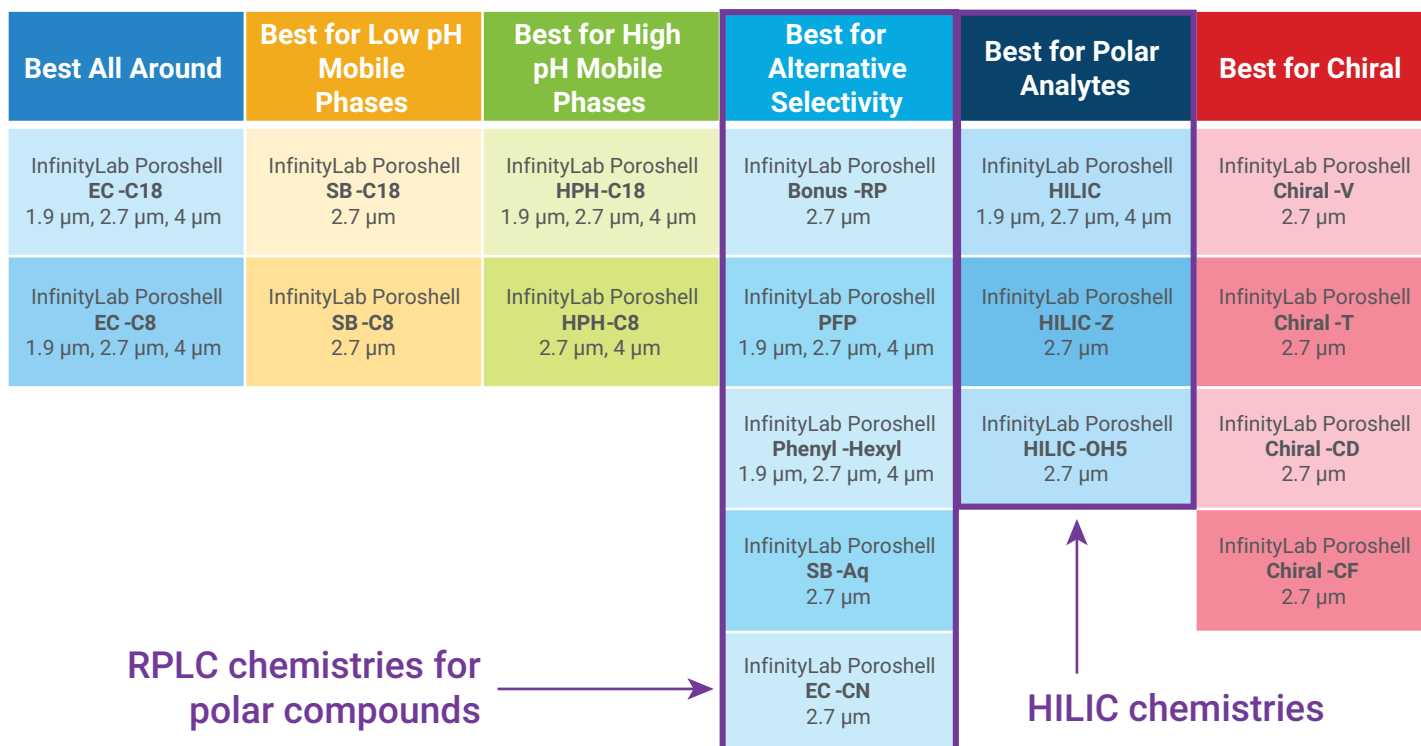 Best All Around
Best for Low pH
Mobile
Phases
Best for High
pH Mobile
Phases
Best for
Alternative
Selectivity
Best for Polar
Analytes
Best for Chiral
InfinityLab Poroshell
EC-C18
1.9 µm, 2.7 µm, 4 µm
InfinityLab Poroshell
SB-C18
2.7 µm
InfinityLab Poroshell
HPH-C18
1.9 µm, 2.7 µm, 4 µm
InfinityLab Poroshell
Bonus-RP
2.7 µm
InfinityLab Poroshell
HILIC
1.9 µm, 2.7 µm, 4 µm
InfinityLab Poroshell
Chiral-V
2.7 µm
InfinityLab Poroshell
EC-C8
1.9 µm, 2.7 µm, 4 µm
InfinityLab Poroshell
SB-C8
2.7 µm
InfinityLab Poroshell
HPH-C8
2.7 µm, 4 µm
InfinityLab Poroshell
PFP
1.9 µm, 2.7 µm, 4 µm
InfinityLab Poroshell
HILIC-Z
2.7 µm
InfinityLab Poroshell
Chiral-T
2.7 µm
InfinityLab Poroshell
Phenyl-Hexyl
1.9 µm, 2.7 µm, 4 µm
InfinityLab Poroshell
HILIC-OH5
2.7 µm
InfinityLab Poroshell
Chiral-CD
2.7 µm
InfinityLab Poroshell
SB-Aq
2.7 µm
InfinityLab Poroshell
Chiral-CF
2.7 µm
InfinityLab Poroshell
EC-CN
2.7 µm
RPLC chemistries for
polar compounds
HILIC chemistries